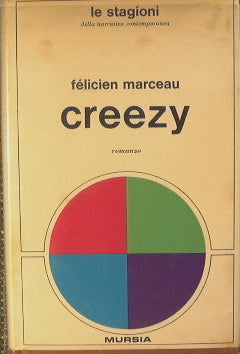 le stagioni
della narrativa contemporanea
félicien marceau
creezy
romanzo
MURSIA